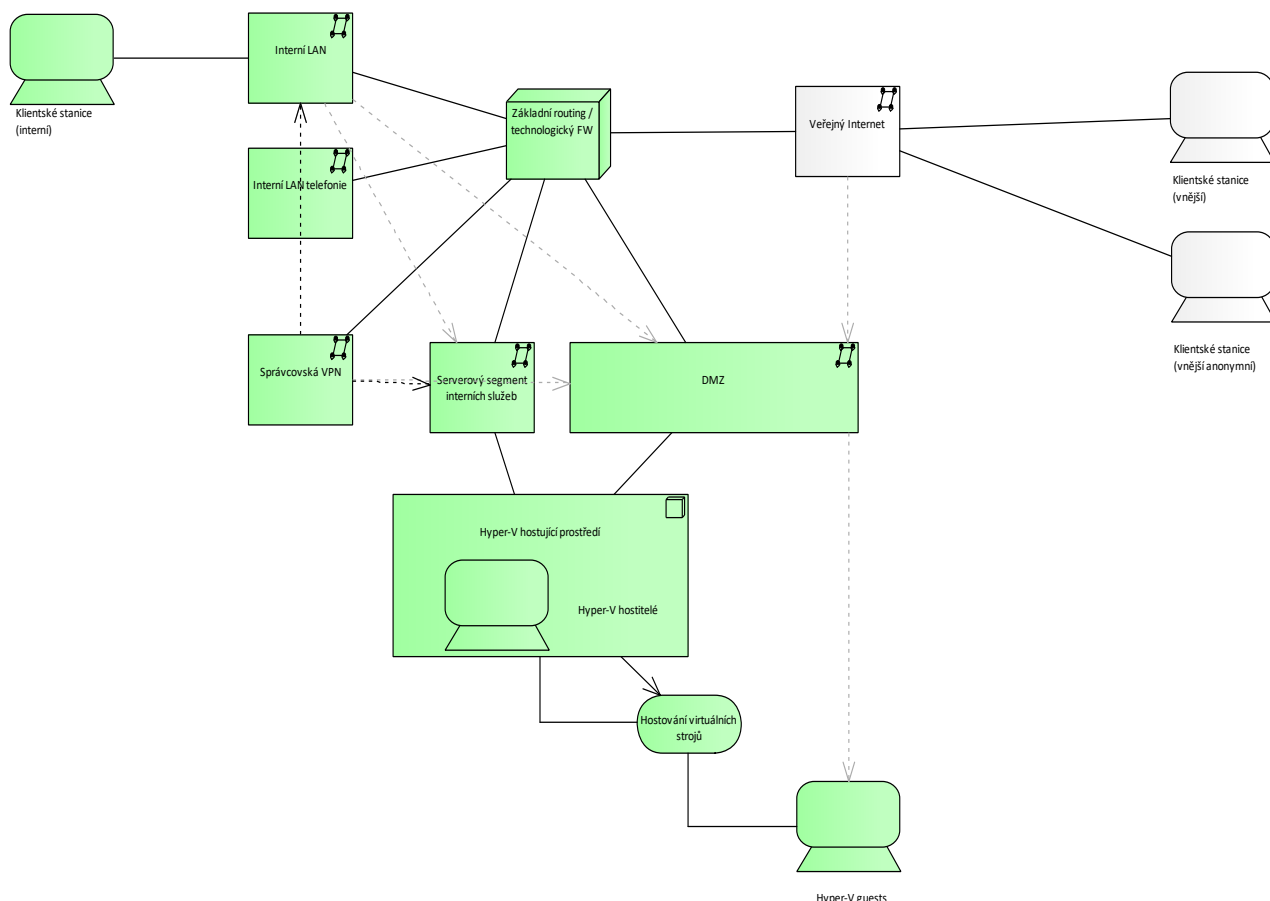 Interní LAN
Klientské stanice
(interní)
Základní routing /
technologický FW
Veřejný Internet
Klientské stanice
(vnější)
Interní LAN telefonie
Klientské stanice
(vnější anonymní)
Správcovská VPN
Serverový segment
interních služeb
DMZ
Hyper-V hostující prostředí
Hyper-V hostitelé
Hostování virtuálních
strojů
Hyper-V guests